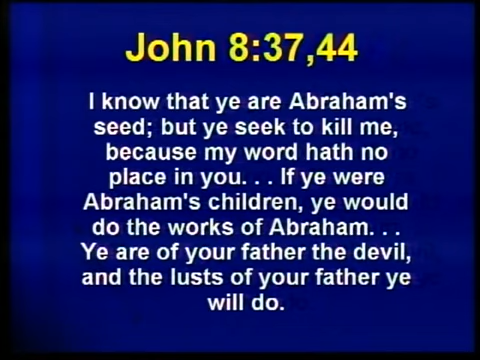 John 8:37,44
I know that ye are Abraham's
seed; but ye seek to kill me,
because my word hath no
place in you. . . If ye were
Abraham's children, ye would
do the works of Abraham. . .
Ye are of your father the devil,
and the lusts of your father ye
will do.